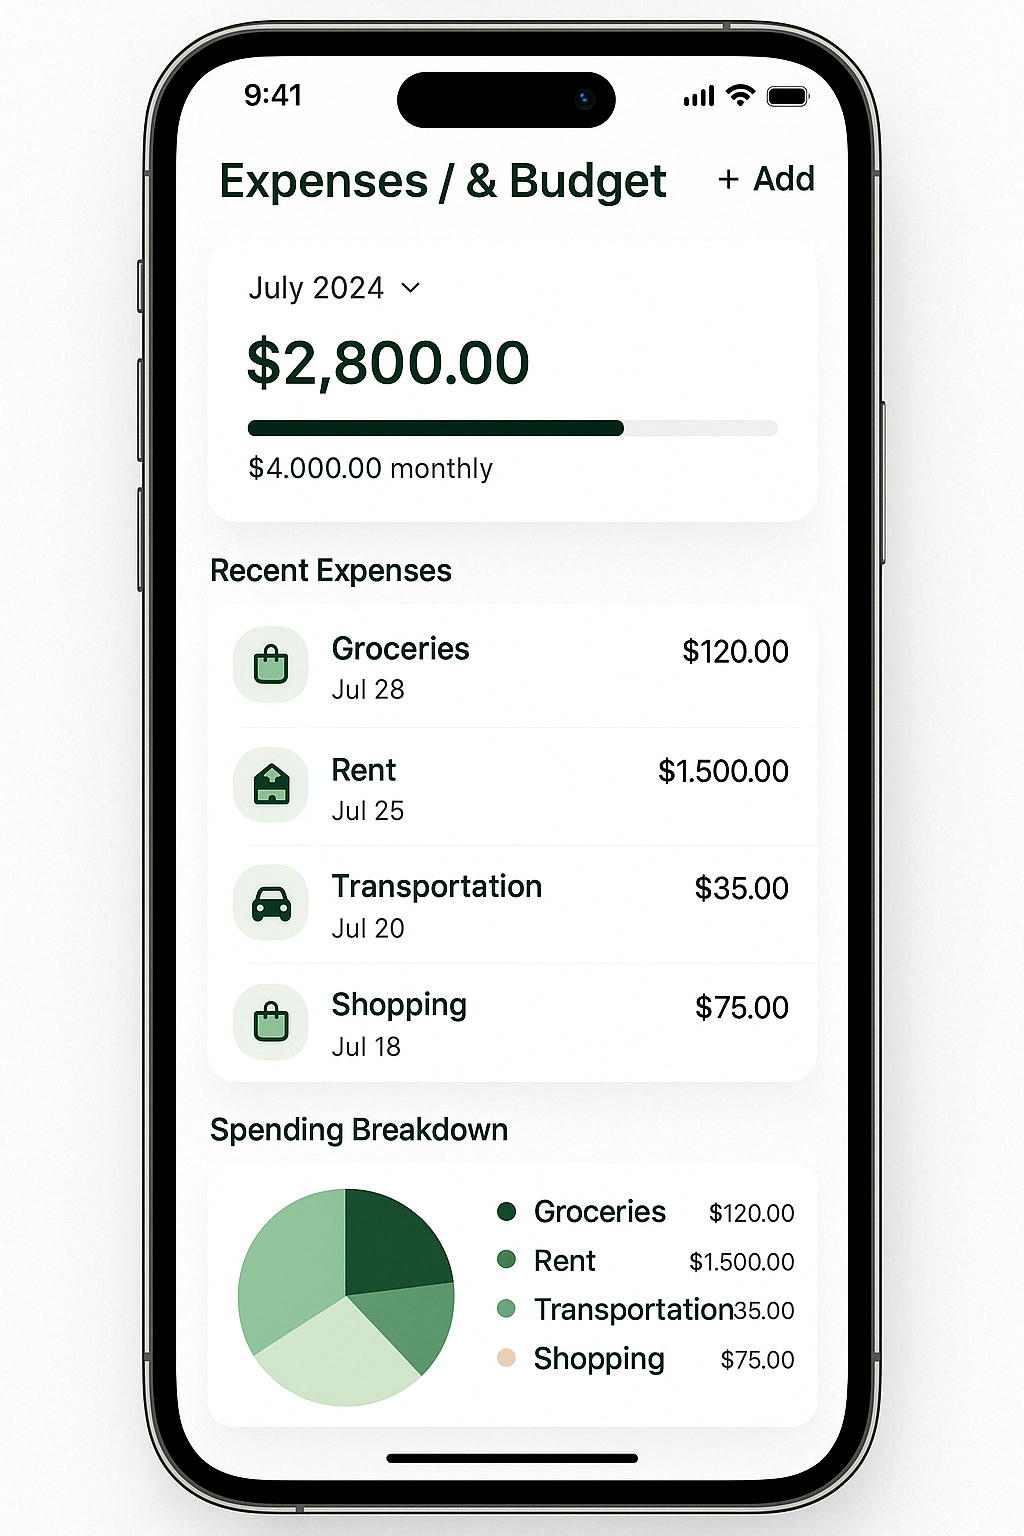 9:41
Expenses / & Budget
+ Add
July 2024
$2,800.00
$4.000.00 monthly
Recent Expenses
Groceries
$120.00
Jul 28
Rent
$1.500.00
Jul 25
Transportation
$35.00
Jul 20
Shopping
$75.00
Jul 18
Spending Breakdown
Groceries $120.00
Rent $1.500.00
Transportation35.00
Shopping $75.00